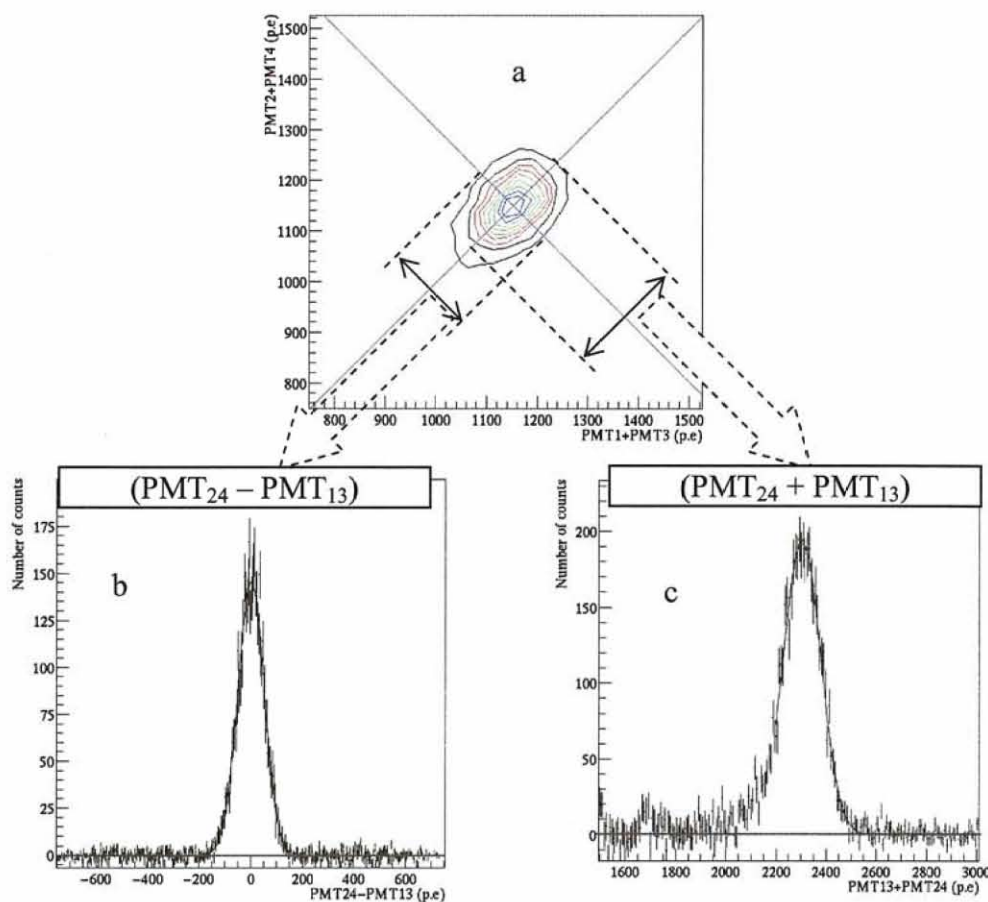 a
PMT2+PMT4 (p.e)
1500
1400
1300
1200
1100
1000
900
800
800 900 1000 1100 1200 1300 1400 1500
PMT1+PMT3 (p.e)
(PMT24 – PMT13)
Number of counts
b
175
150
125
100
75
50
25
0
−600 −400 −200 0 200 400 600
PMT24−PMT13 (p.e)
(PMT24 + PMT13)
Number of counts
c
200
150
100
50
0
1600 1800 2000 2200 2400 2600 2800 3000
PMT13+PMT24 (p.e)